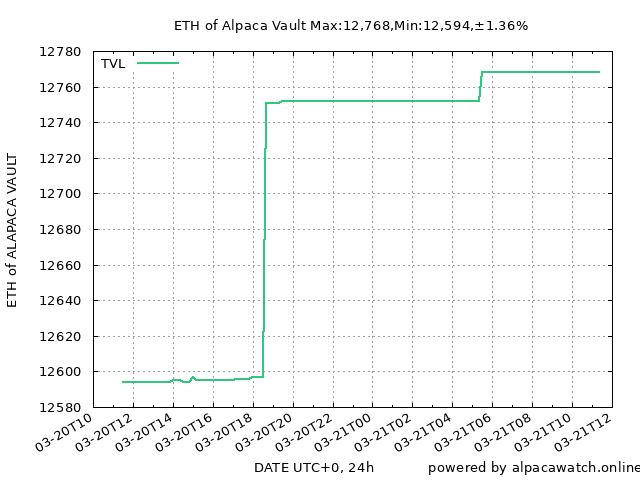 ETH of Alpaca Vault Max:12,768,Min:12,594,±1.36%
TVL
12780
12760
12740
12720
12700
12680
12660
12640
12620
12600
12580
ETH of ALAPACA VAULT
03-20T10
03-20T12
03-20T14
03-20T16
03-20T18
03-20T20
03-20T22
03-21T00
03-21T02
03-21T04
03-21T06
03-21T08
03-21T10
03-21T12
DATE UTC+0, 24h
powered by alpacawatch.online